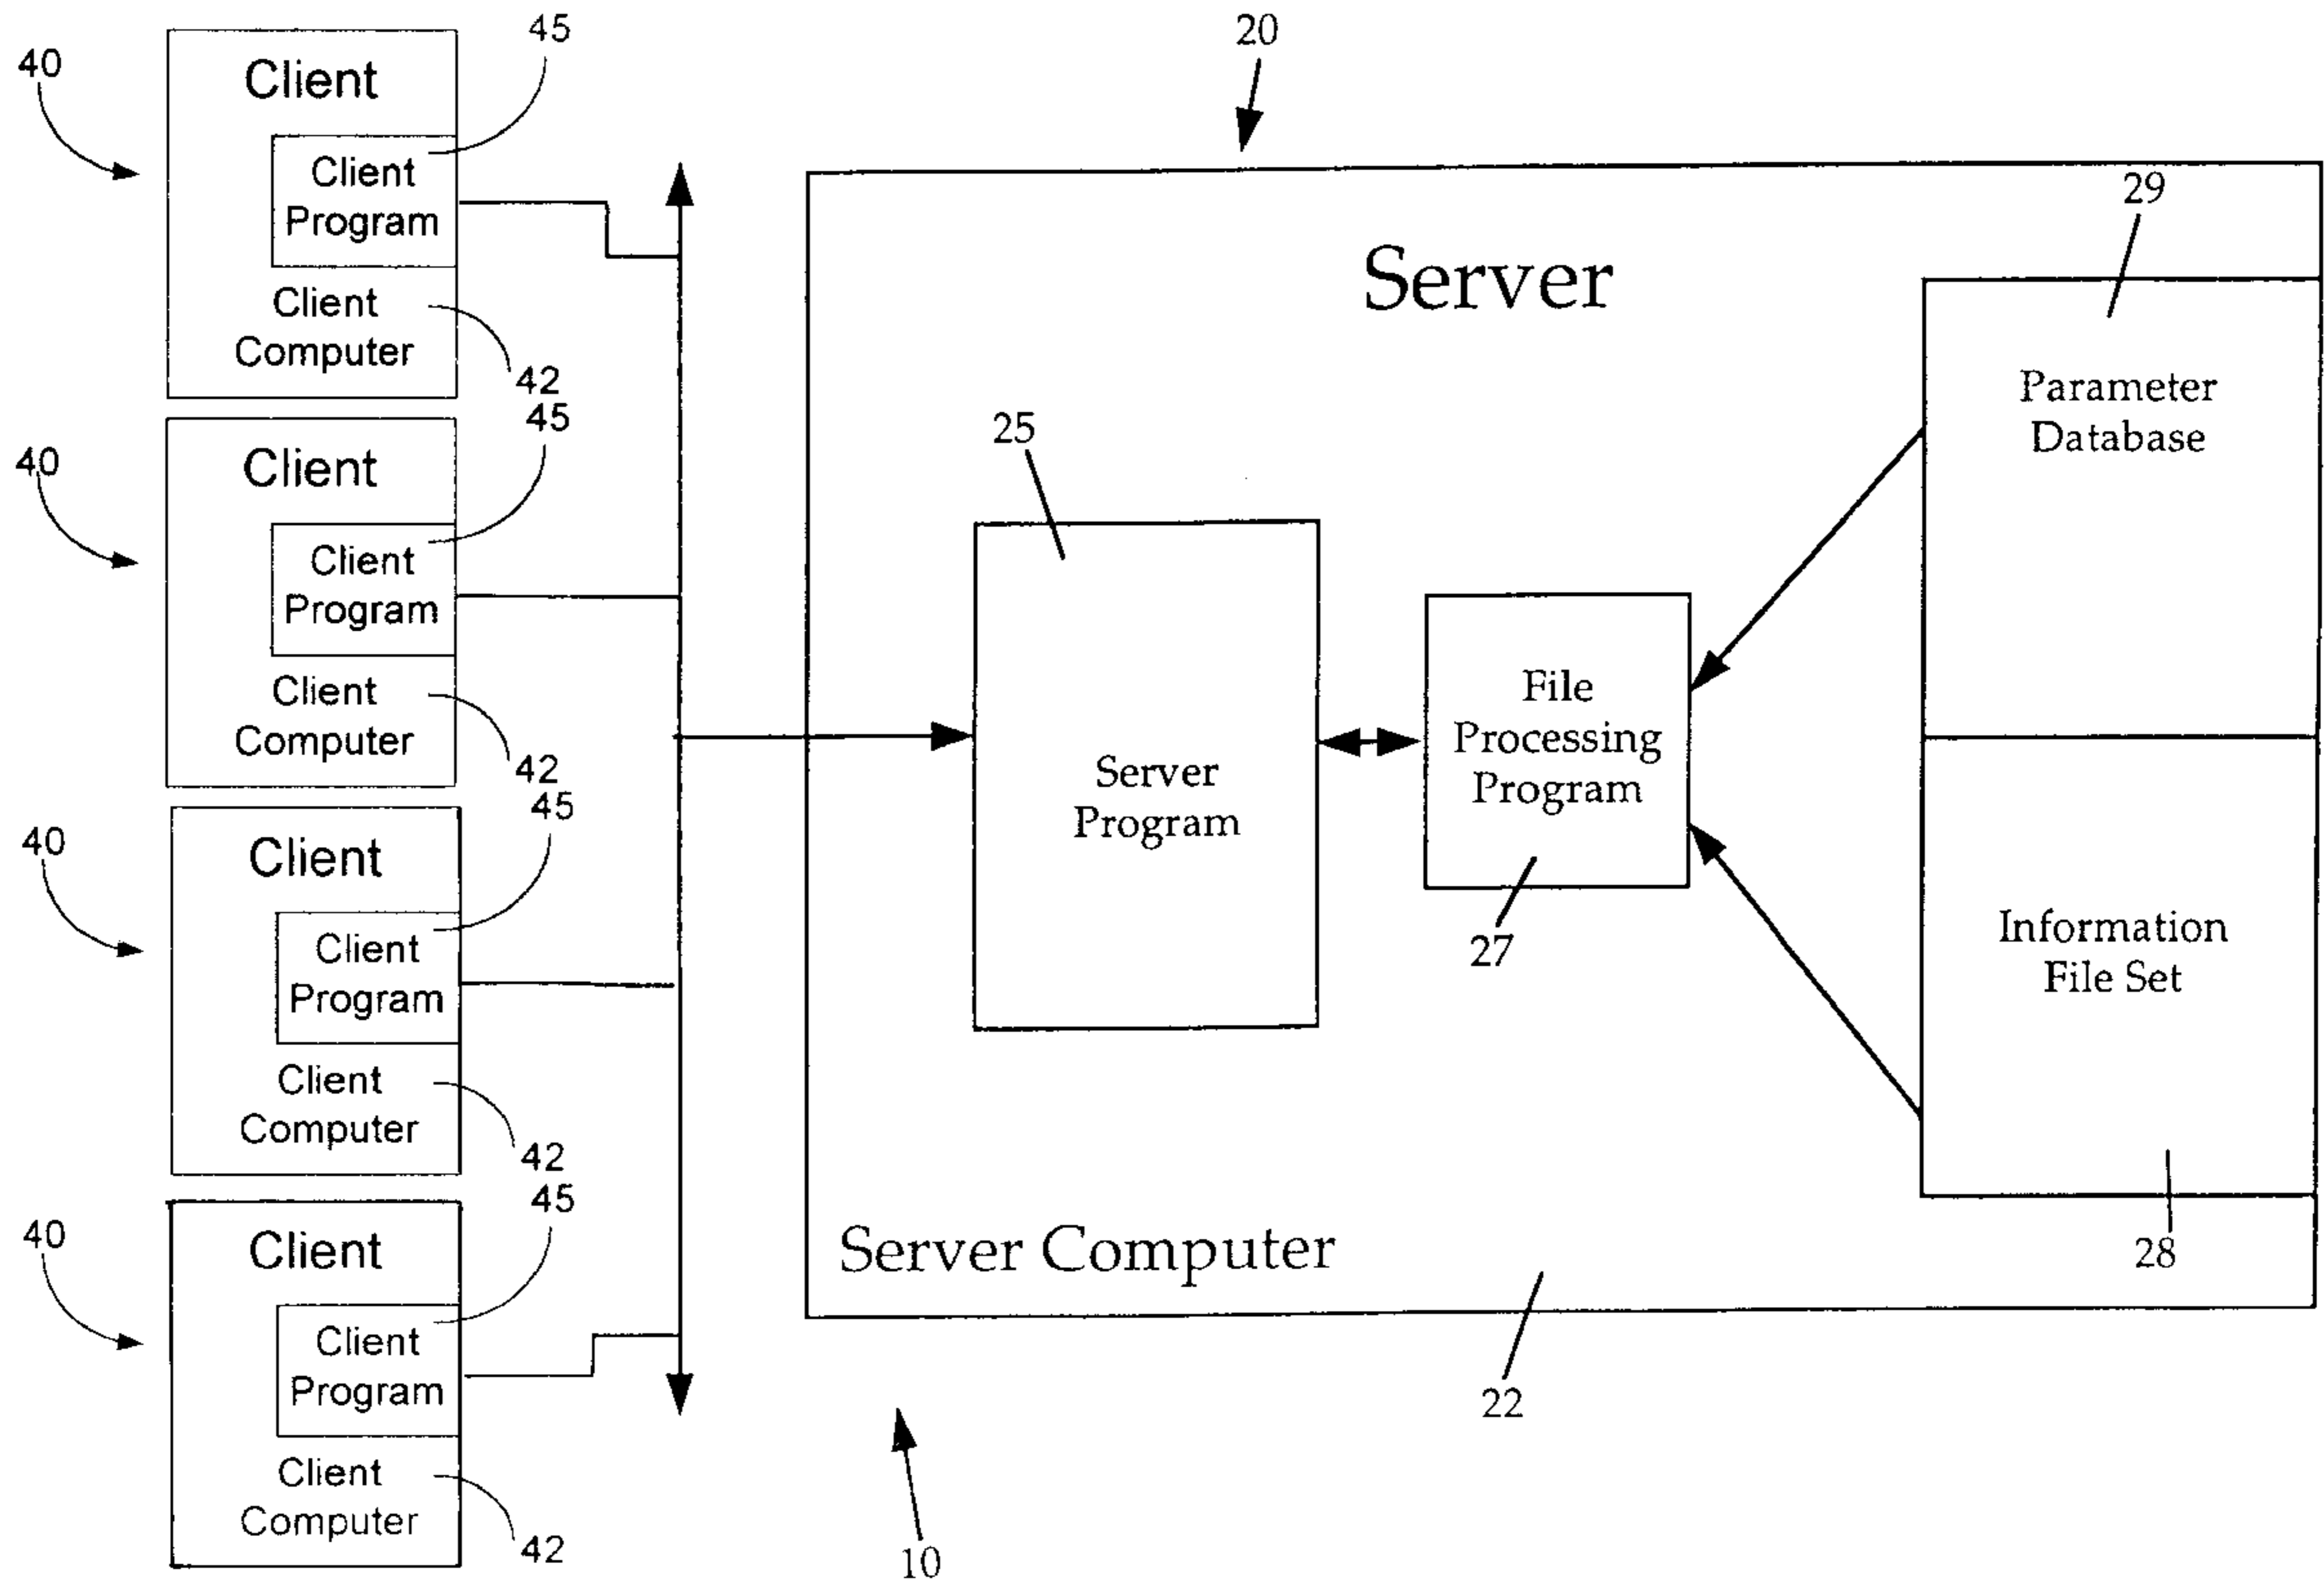 45
40
Client
Client
Program
Client
Computer
42
45
40
Client
Client
Program
Client
Computer
42
45
40
Client
Client
Program
Client
Computer
42
45
40
Client
Client
Program
Client
Computer
42
20
29
Server
Parameter
Database
25
File
Processing
Program
Server
Program
27
Information
File Set
Server Computer
28
22
10